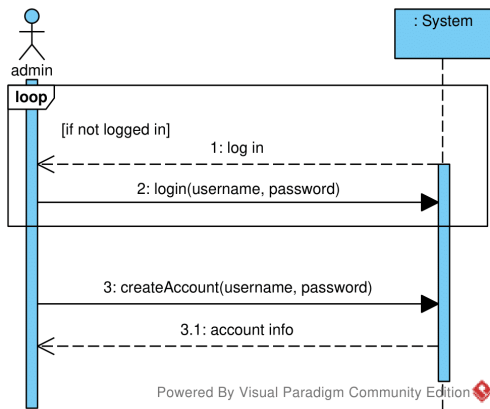 : System
admin
loop
[if not logged in]
1: log in
2: login(username, password)
3: createAccount(username, password)
3.1: account info
Powered By Visual Paradigm Community Edition